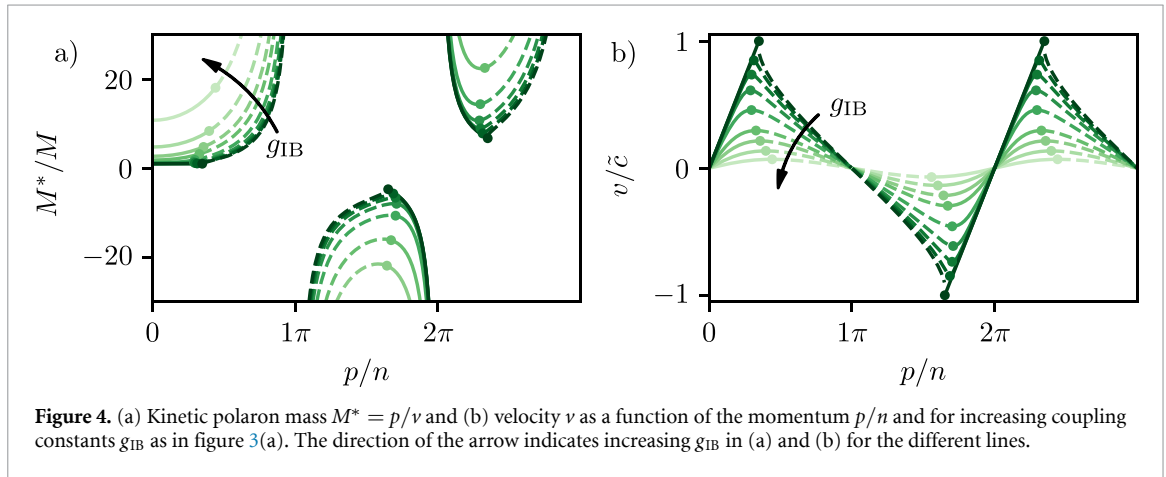 a)
20
0
−20
M*/M
g_IB
0
1π
2π
p/n
b)
1
0
−1
v/c̃
g_IB
0
1π
2π
p/n
Figure 4. (a) Kinetic polaron mass M* = p/v and (b) velocity v as a function of the momentum p/n and for increasing coupling
constants g_IB as in figure 3(a). The direction of the arrow indicates increasing g_IB in (a) and (b) for the different lines.